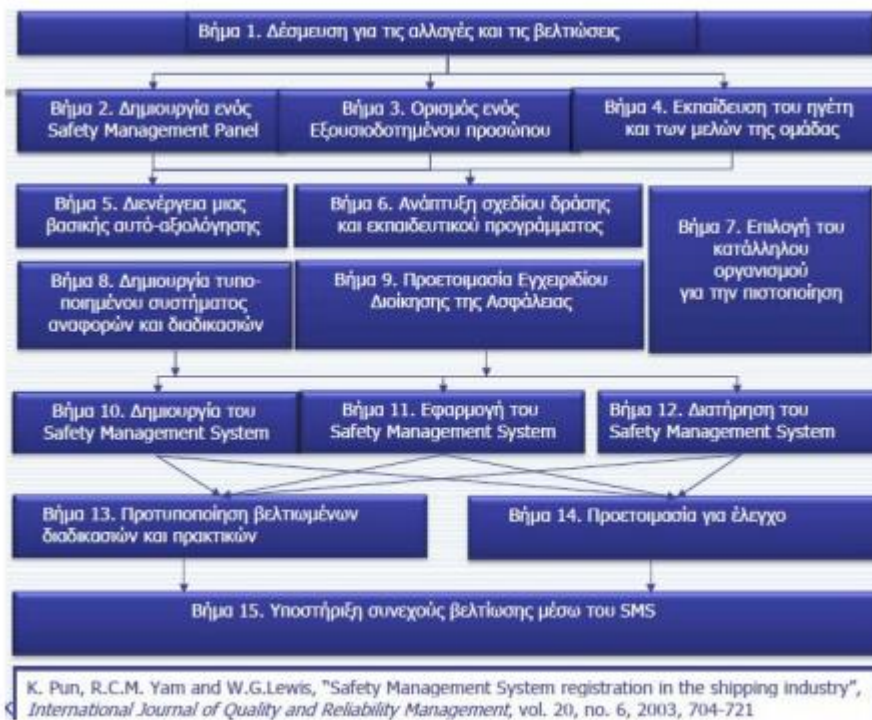 Βήμα 1. Δέσμευση για τις αλλαγές και τις βελτιώσεις
Βήμα 2. Δημιουργία ενός
Safety Management Panel
Βήμα 3. Ορισμός ενός
Εξουσιοδοτημένου προσώπου
Βήμα 4. Εκπαίδευση του ηγέτη
και των μελών της ομάδας
Βήμα 5. Διενέργεια μιας
βασικής αυτό-αξιολόγησης
Βήμα 6. Ανάπτυξη σχεδίου δράσης
και εκπαιδευτικού προγράμματος
Βήμα 7. Επιλογή του
κατάλληλου
οργανισμού
για την πιστοποίηση
Βήμα 8. Δημιουργία τυπο-
ποιημένου συστήματος
αναφορών και διαδικασιών
Βήμα 9. Προετοιμασία Εγχειριδίου
Διοίκησης της Ασφάλειας
Βήμα 10. Δημιουργία του
Safety Management System
Βήμα 11. Εφαρμογή του
Safety Management System
Βήμα 12. Διατήρηση του
Safety Management System
Βήμα 13. Προτυποποίηση βελτιωμένων
διαδικασιών και πρακτικών
Βήμα 14. Προετοιμασία για έλεγχο
Βήμα 15. Υποστήριξη συνεχούς βελτίωσης μέσω του SMS
K. Pun, R.C.M. Yam and W.G.Lewis, "Safety Management System registration in the shipping industry",
International Journal of Quality and Reliability Management, vol. 20, no. 6, 2003, 704-721